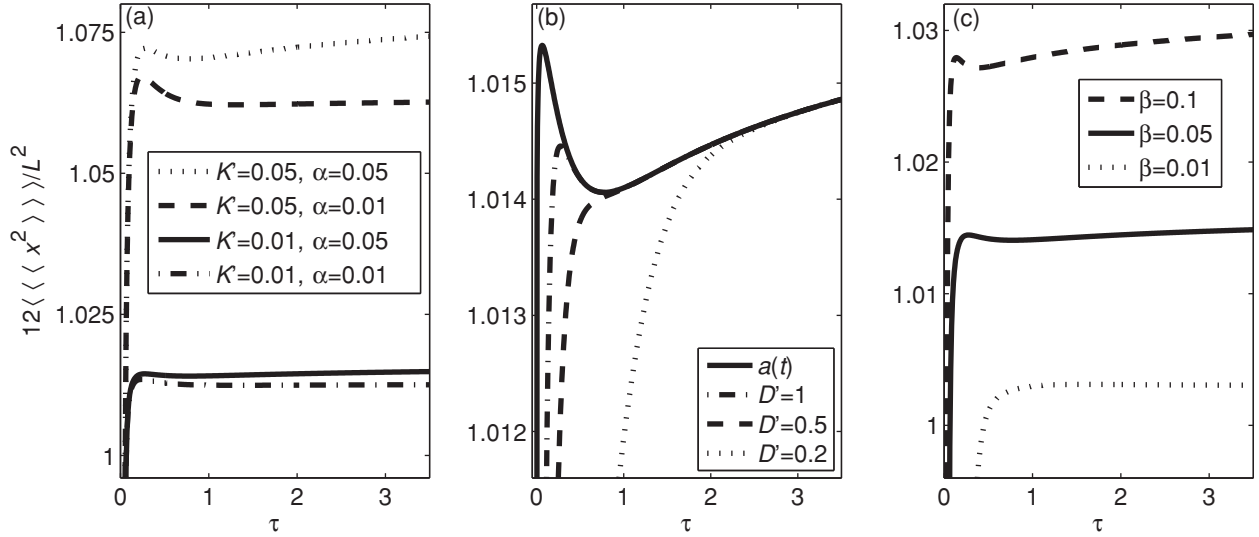 (a)
1.075
1.05
1.025
1
12⟨⟨⟨ x² ⟩⟩⟩/L²
K'=0.05, α=0.05
K'=0.05, α=0.01
K'=0.01, α=0.05
K'=0.01, α=0.01
0 1 2 3
τ
(b)
1.015
1.014
1.013
1.012
a(t)
D'=1
D'=0.5
D'=0.2
0 1 2 3
τ
(c)
1.03
1.02
1.01
1
β=0.1
β=0.05
β=0.01
0 1 2 3
τ